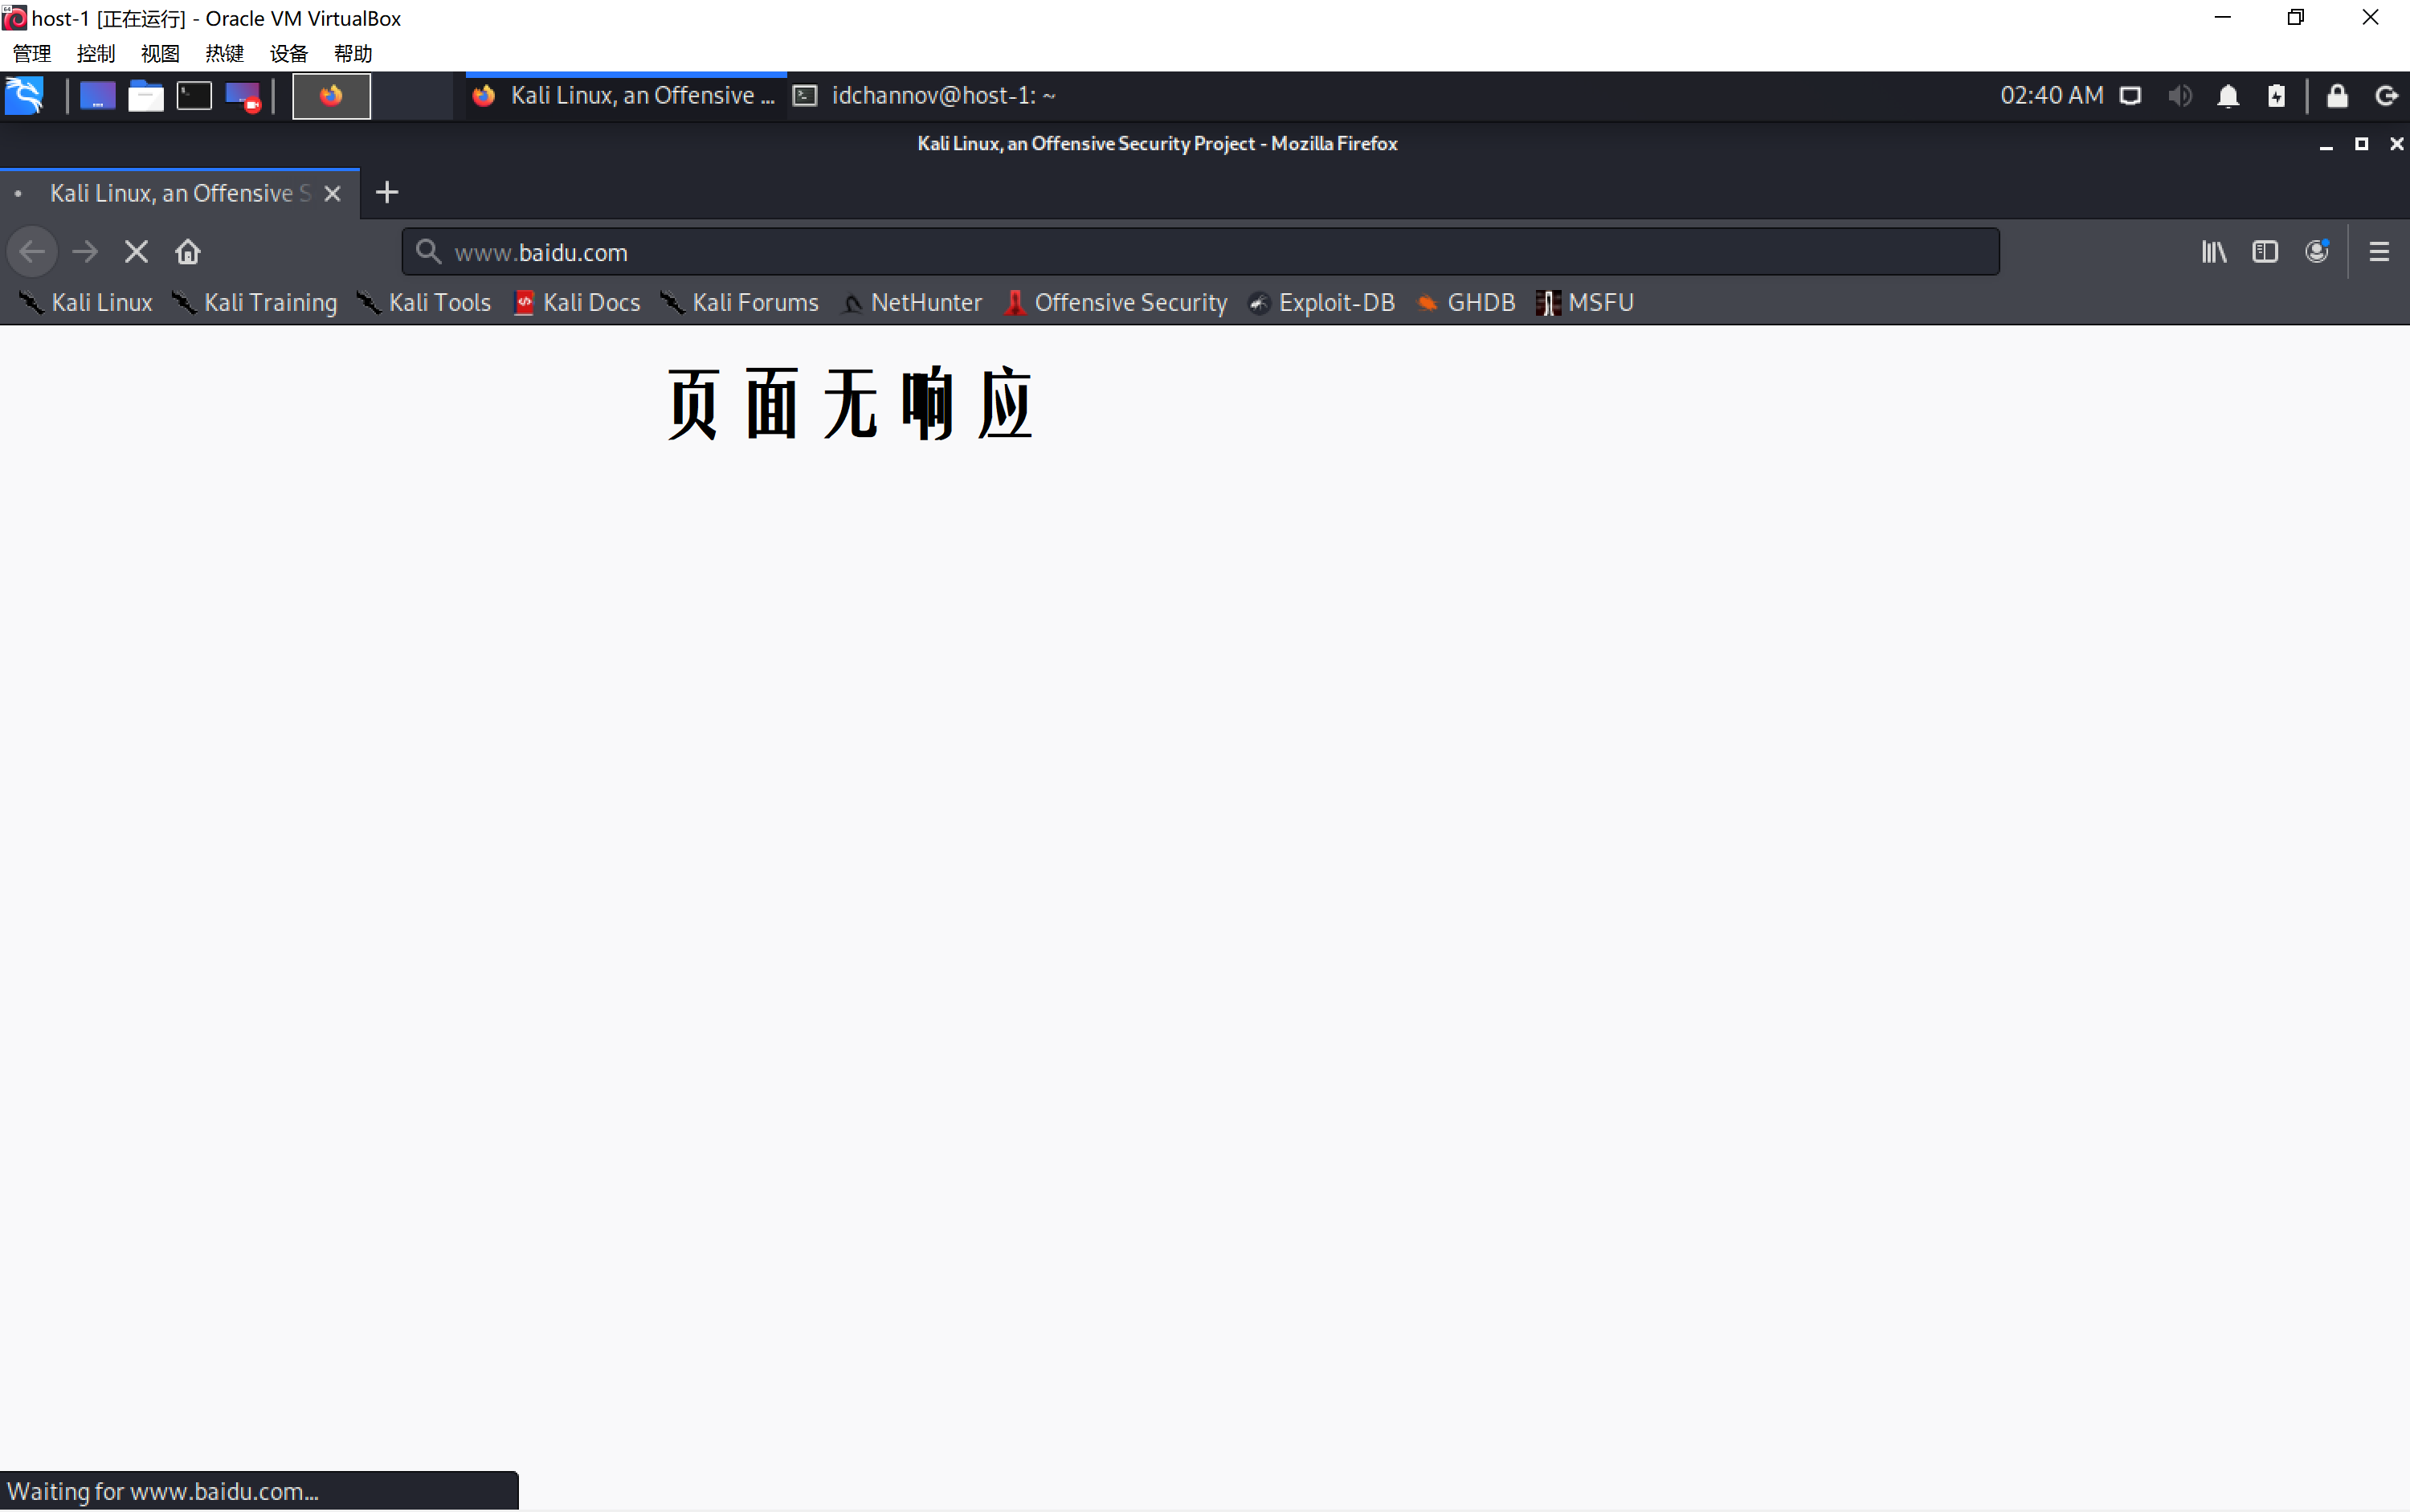 host-1 [正在运行] - Oracle VM VirtualBox
管理 控制 视图 热键 设备 帮助
Kali Linux, an Offensive ... idchannov@host-1: ~ 02:40 AM
Kali Linux, an Offensive Security Project - Mozilla Firefox
Kali Linux, an Offensive S
www.baidu.com
Kali Linux Kali Training Kali Tools Kali Docs Kali Forums NetHunter Offensive Security Exploit-DB GHDB MSFU
页面无响应
Waiting for www.baidu.com...